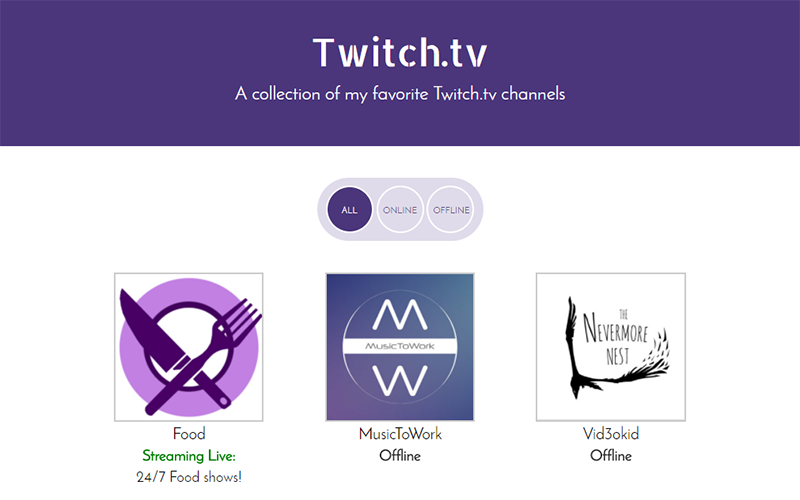 Twitch.tv
A collection of my favorite Twitch.tv channels
ALL ONLINE OFFLINE
M
MusicToWork
W
THE
NEVERMORE
NEST
Food MusicToWork Vid3okid
Streaming Live: Offline Offline
24/7 Food shows!